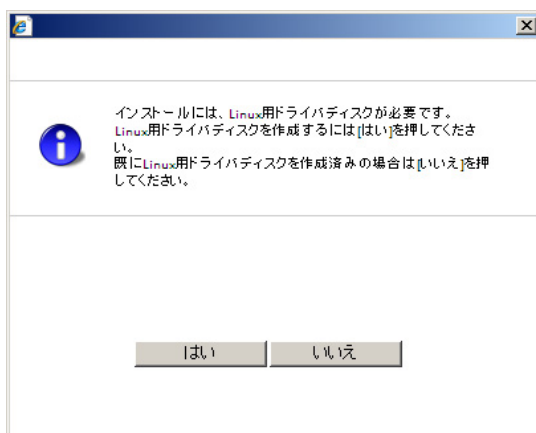 インストールには、Linux用ドライバディスクが必要です。
Linux用ドライバディスクを作成するには[はい]を押してくださ
い。
既にLinux用ドライバディスクを作成済みの場合は[いいえ]を押
してください。
はい
いいえ